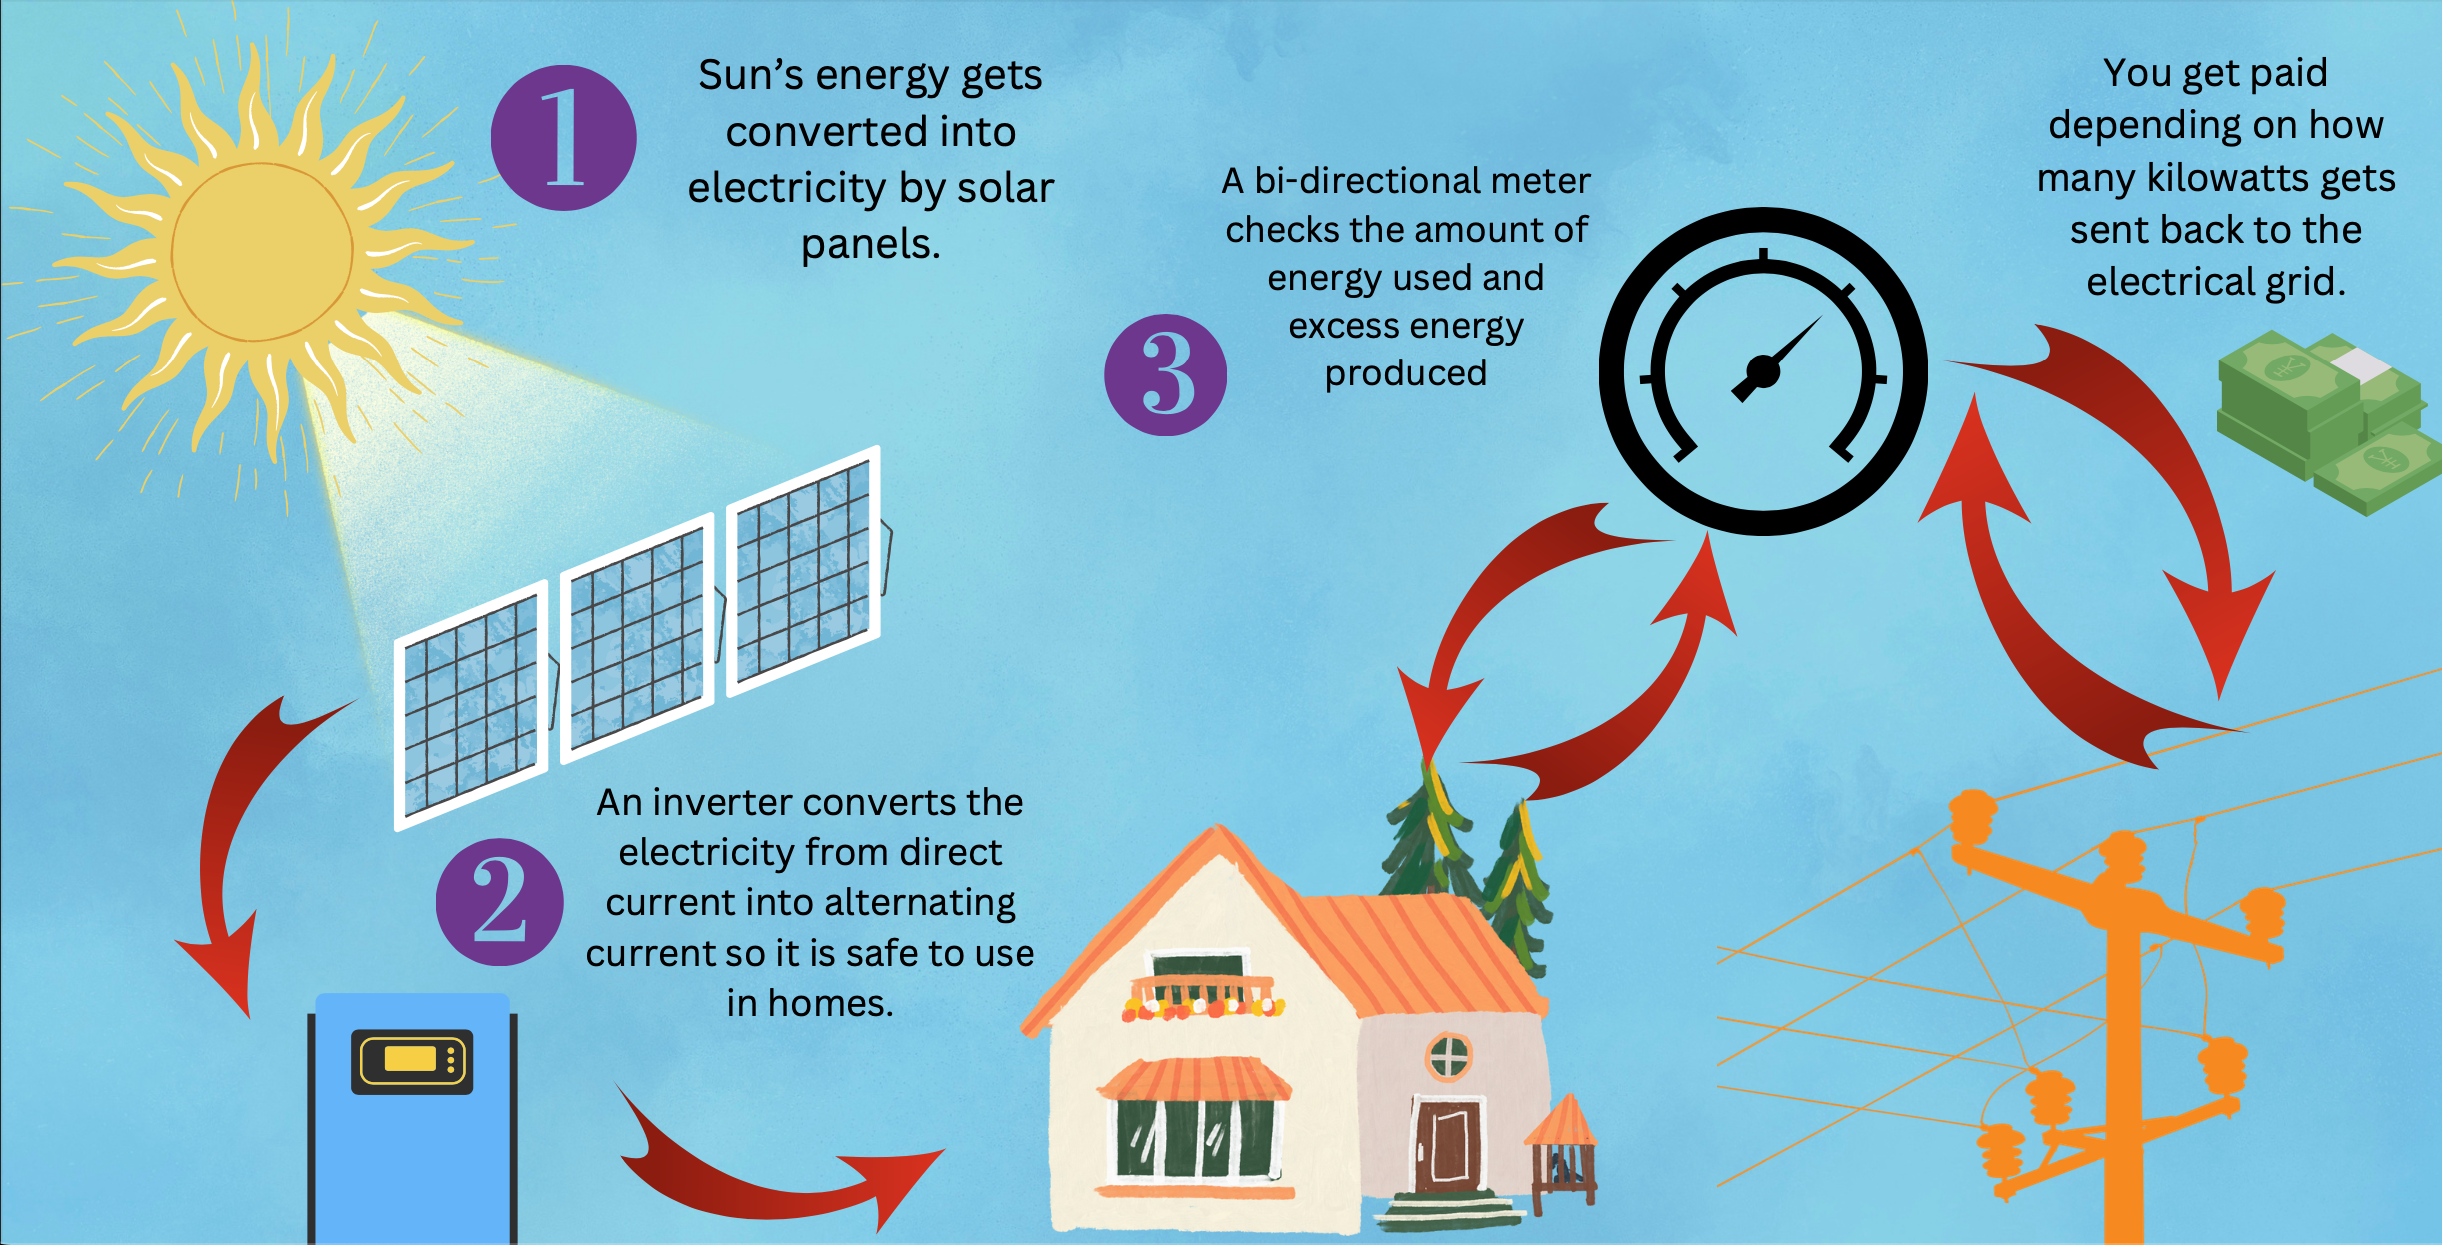 1
Sun’s energy gets
converted into
electricity by solar
panels.
2
An inverter converts the
electricity from direct
current into alternating
current so it is safe to use
in homes.
3
A bi-directional meter
checks the amount of
energy used and
excess energy
produced
You get paid
depending on how
many kilowatts gets
sent back to the
electrical grid.